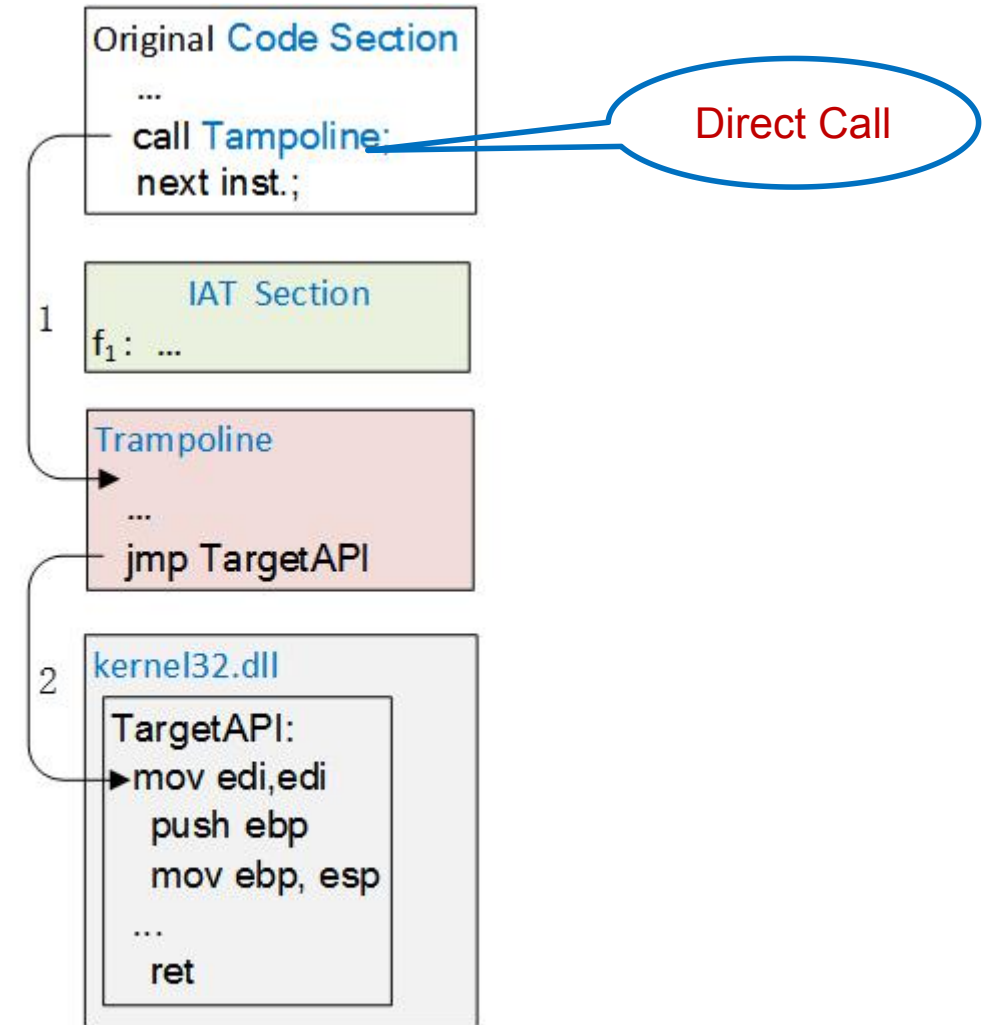 Original Code Section
...
call Tampoline;
next inst.;
Direct Call
1
IAT Section
f₁: ...
Trampoline
...
jmp TargetAPI
2
kernel32.dll
TargetAPI:
mov edi,edi
push ebp
mov ebp, esp
...
ret